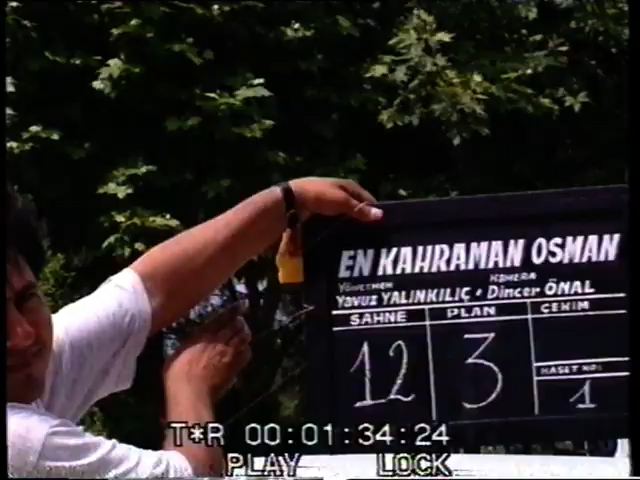 EN KAHRAMAN OSMAN
YÖNETMEN KAMERA
Yavuz YALINKILIÇ • Dincer ÖNAL
SAHNE PLAN ÇEKİM
12 3
KASET NO:
1
T*R 00:01:34:24
PLAY LOCK